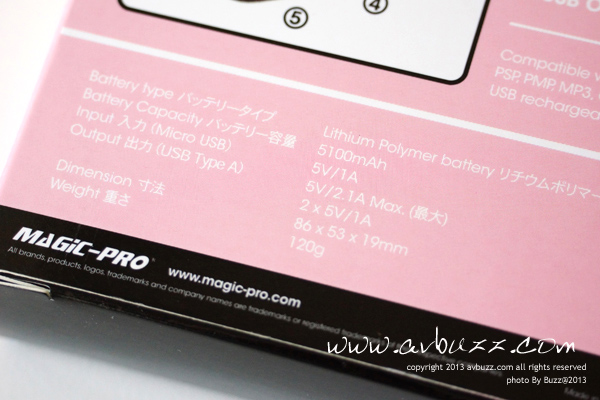 ④
⑤
Compatible
PSP, PMP, MP3,
USB rechargea
Battery type バッテリータイプ
Battery Capacity バッテリー容量
Input 入力 (Micro USB)
Output 出力 (USB Type A)
Dimension 寸法
Weight 重さ
Lithium Polymer battery リチウムポリマー
5100mAh
5V/1A
5V/2.1A Max. (最大)
2 x 5V/1A
86 x 53 x 19mm
120g
MAGIC-PRO
www.magic-pro.com
All brands, products, logos, trademarks and company names are trademarks or registered
www.avbuzz.com
copyright 2013 avbuzz.com all rights reserved
photo By Buzz@2013